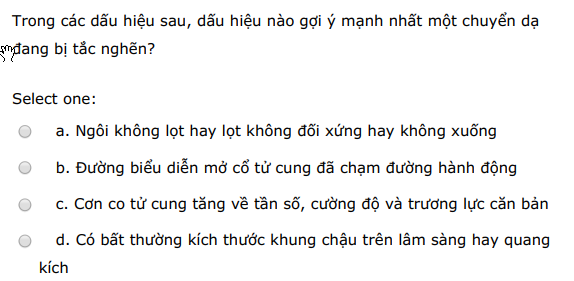 Trong các dấu hiệu sau, dấu hiệu nào gợi ý mạnh nhất một chuyển dạ
đang bị tắc nghẽn?
Select one:
a. Ngôi không lọt hay lọt không đối xứng hay không xuống
b. Đường biểu diễn mở cổ tử cung đã chạm đường hành động
c. Cơn co tử cung tăng về tần số, cường độ và trương lực căn bản
d. Có bất thường kích thước khung chậu trên lâm sàng hay quang
kích